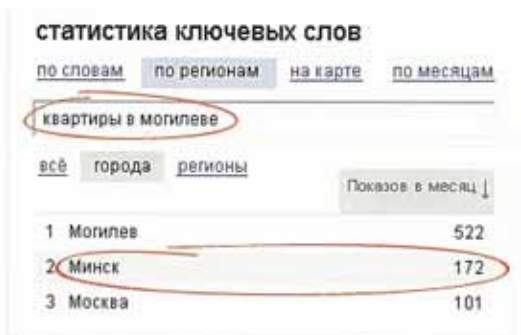 статистика ключевых слов
по словам по регионам на карте по месяцам
квартиры в могилеве
всё города регионы
Показов в месяц ↓
1 Могилев 522
2 Минск 172
3 Москва 101